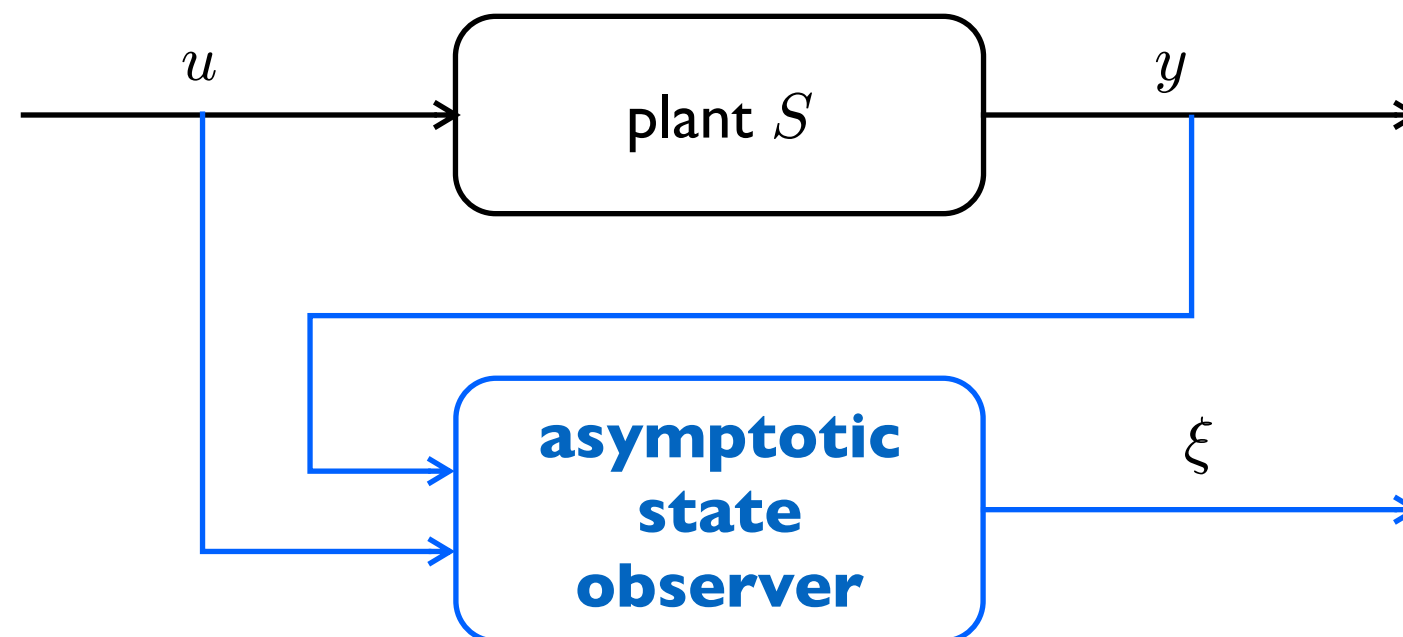 u
plant S
y
asymptotic
state
observer
ξ